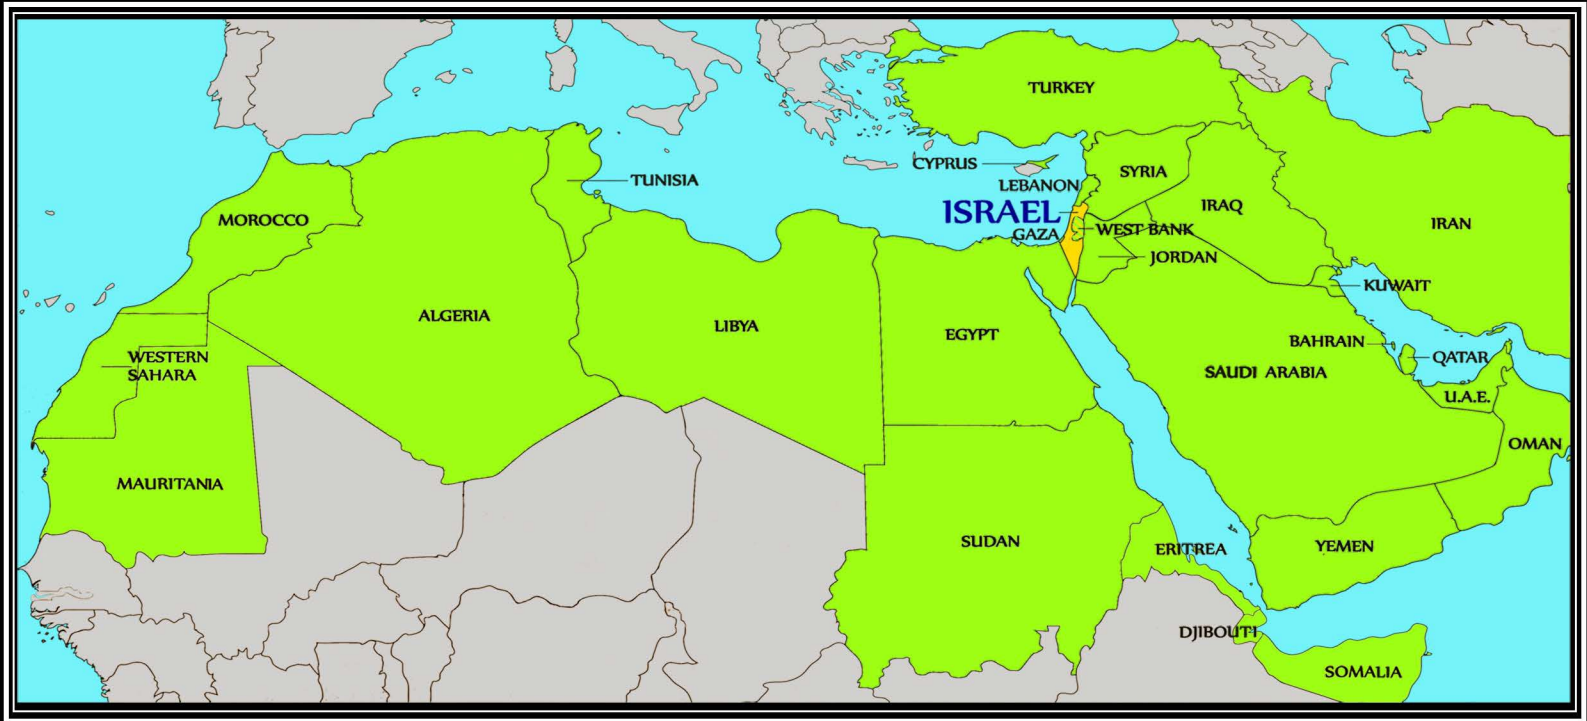 TURKEY
CYPRUS
SYRIA
TUNISIA
LEBANON
ISRAEL
IRAQ
MOROCCO
IRAN
GAZA
WEST BANK
JORDAN
KUWAIT
ALGERIA
LIBYA
EGYPT
BAHRAIN
QATAR
WESTERN
SAHARA
SAUDI ARABIA
U.A.E.
OMAN
MAURITANIA
SUDAN
ERITREA
YEMEN
DJIBOUTI
SOMALIA